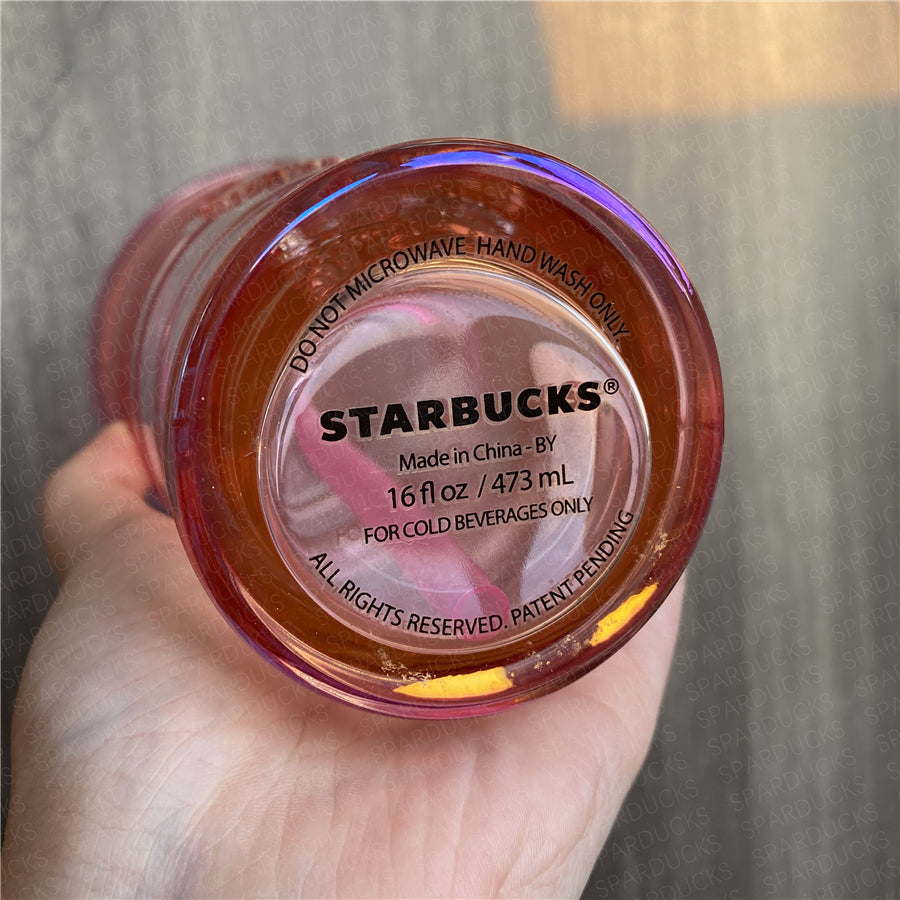 DO NOT MICROWAVE HAND WASH ONLY.
STARBUCKS®
Made in China - BY
16 fl oz / 473 mL
FOR COLD BEVERAGES ONLY
ALL RIGHTS RESERVED. PATENT PENDING
SPARDUCKS